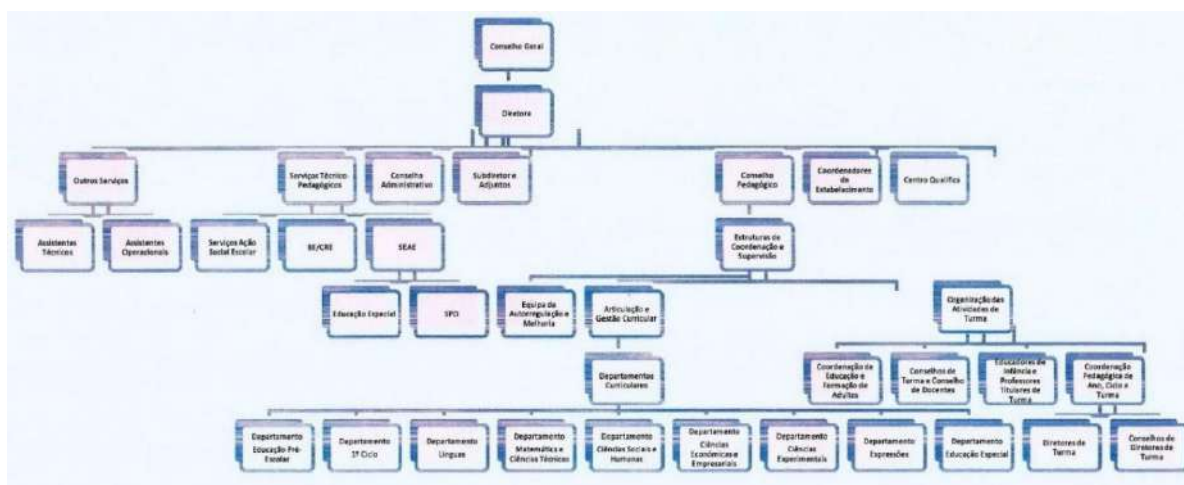 Conselho Geral
Diretora
Outros Serviços
Serviços Técnico
Pedagógicos
Conselho
Administrativo
Subdiretor e
Adjuntos
Conselho
Pedagógico
Coordenadores
de
Estabelecimento
Centro Qualifica
Assistentes
Técnicos
Assistentes
Operacionais
Serviços Ação
Social Escolar
BE/CRE
SEAE
Estruturas de
Coordenação e
Supervisão
Educação Especial
SPO
Equipa de
Autorregulação e
Melhoria
Articulação e
Gestão Curricular
Organização das
Atividades de
Turma
Departamentos
Curriculares
Coordenação de
Educação e
Formação de
Adultos
Conselhos de
Turma e Conselho
de Docentes
Educadores de
Infância e
Professores
Titulares de
Turma
Coordenação
Pedagógica de
Ano, Ciclo e
Turma
Departamento
Educação Pré-
Escolar
Departamento
1º Ciclo
Departamento
Línguas
Departamento
Matemática e
Ciências Técnicas
Departamento
Ciências Sociais e
Humanas
Departamento
Ciências
Económicas e
Empresariais
Departamento
Ciências
Experimentais
Departamento
Expressões
Departamento
Educação Especial
Diretores de
Turma
Conselhos de
Diretores de Turma